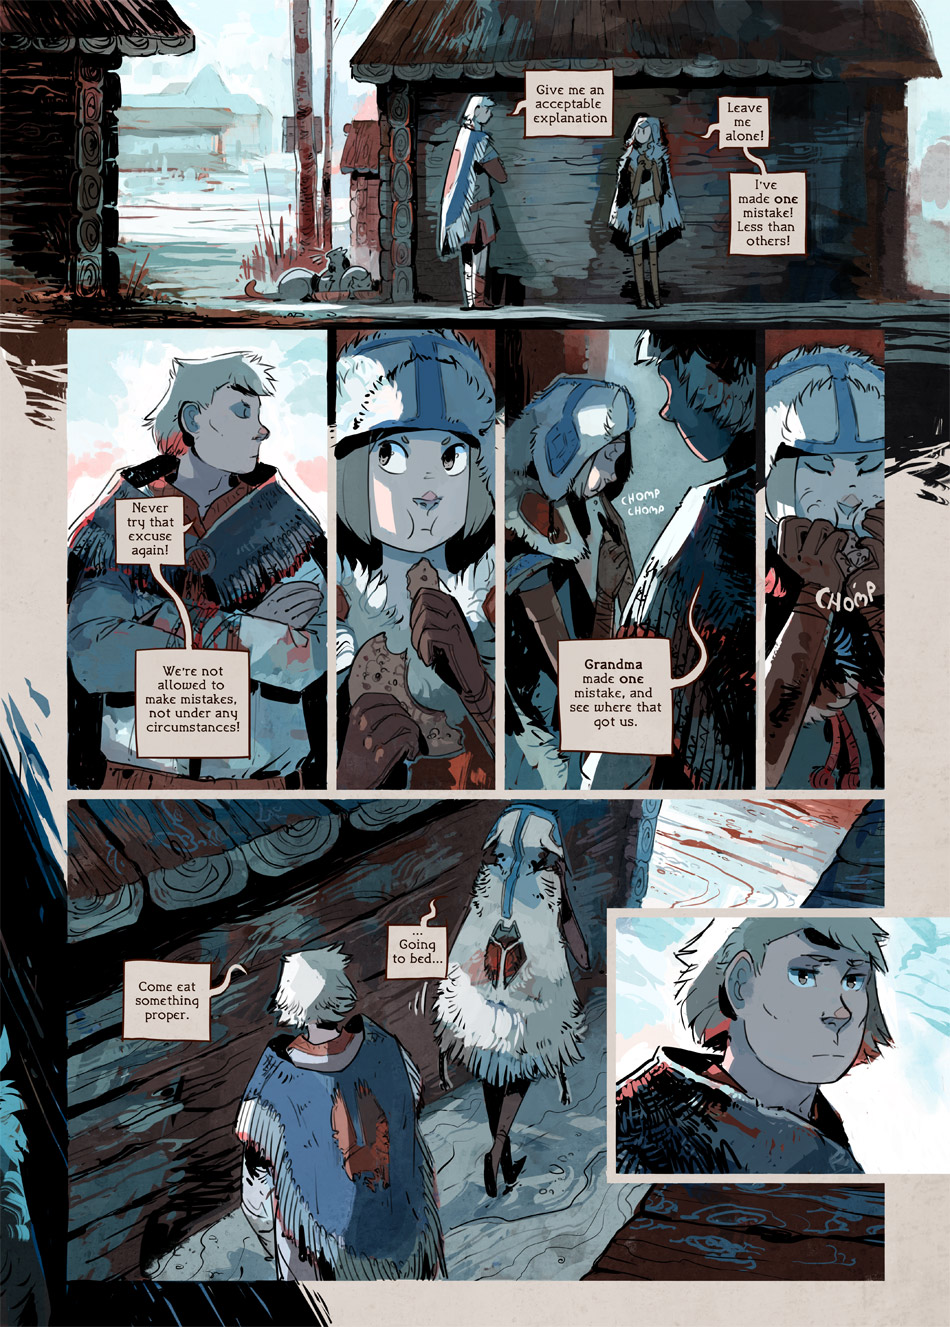 Give me an
acceptable
explanation
Leave
me
alone!
I've
made one
mistake!
Less than
others!
Never
try that
excuse
again!
We're not
allowed to
make mistakes,
not under any
circumstances!
CHOMP
CHOMP
Grandma
made one
mistake, and
see where that
got us.
CHOMP
...
Going
to bed...
Come eat
something
proper.